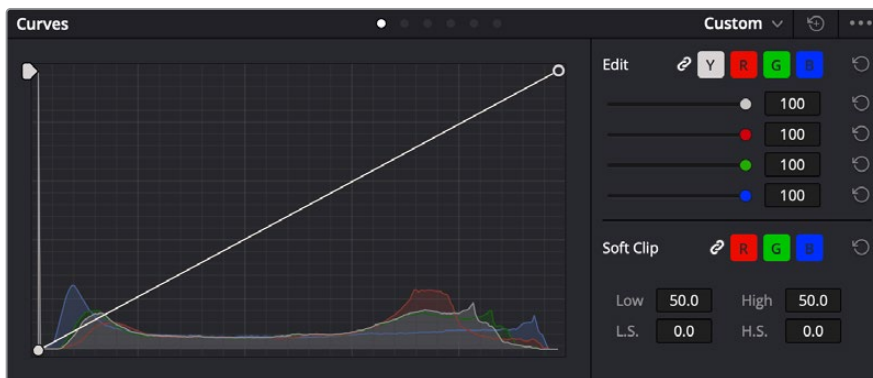 Curves Custom
Edit Y R G B
100
100
100
100
Soft Clip R G B
Low 50.0 High 50.0
L.S. 0.0 H.S. 0.0